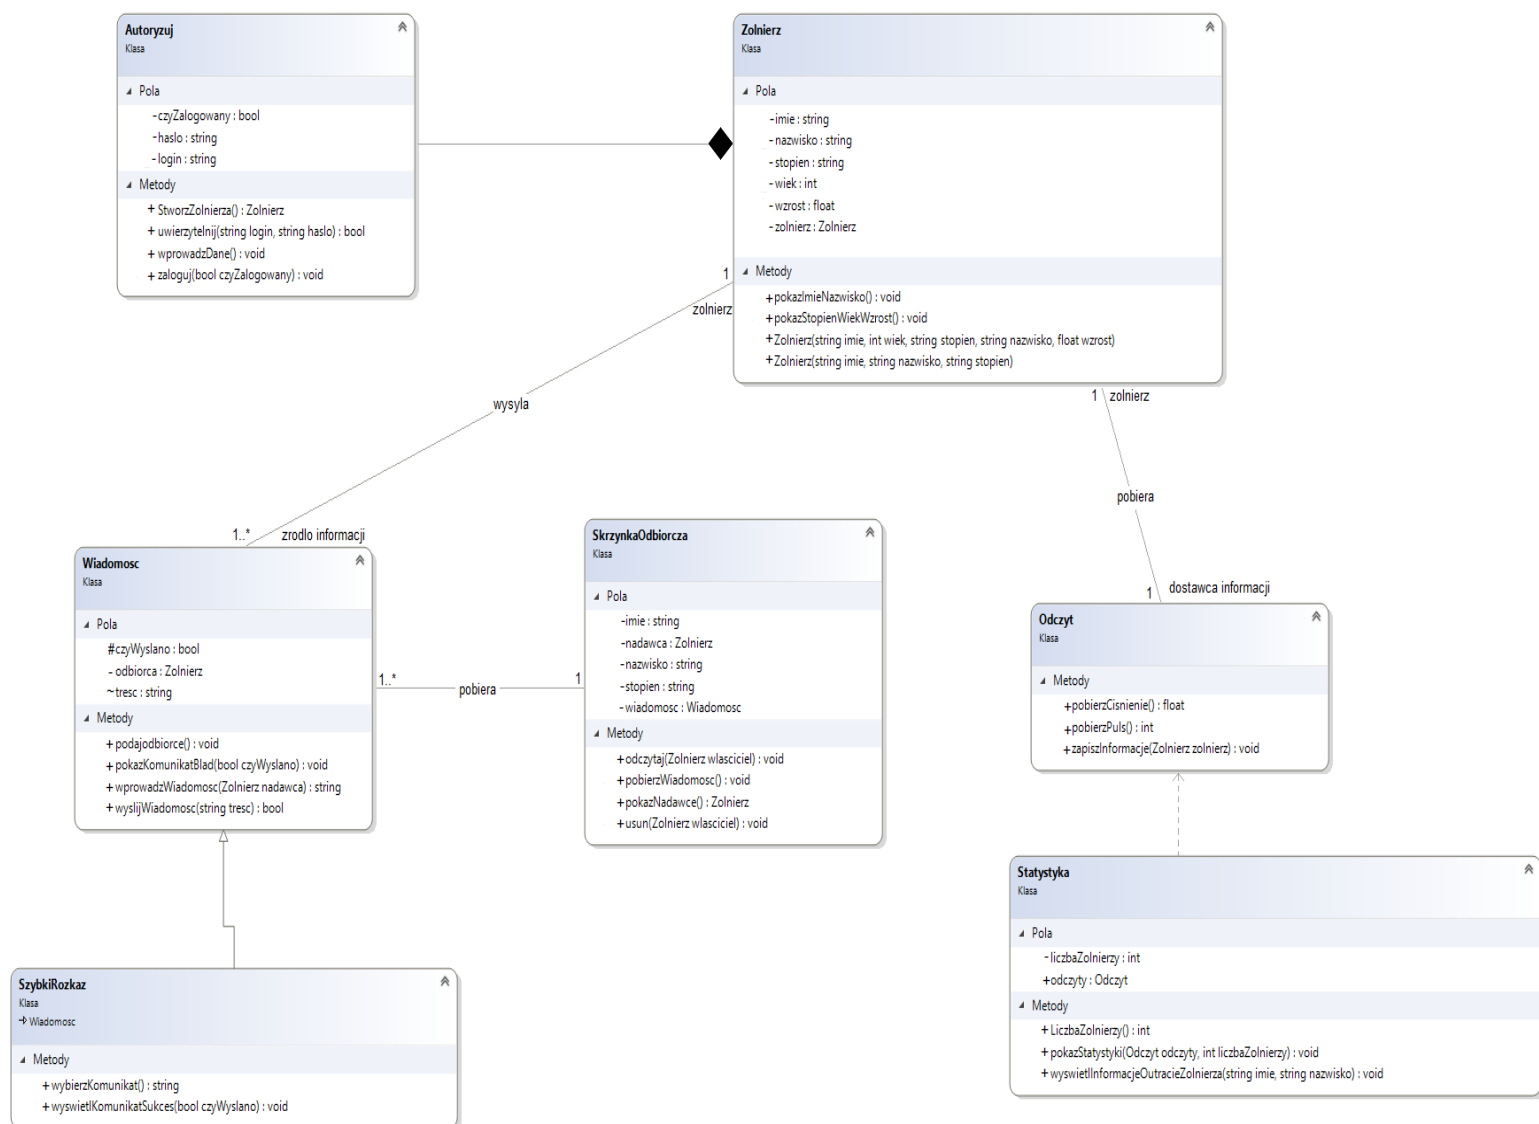 Autoryzuj
Klasa
Pola
-czyZalogowany : bool
-haslo : string
-login : string
Metody
+ StworzZolnierza() : Zolnierz
+ uwierzytelnij(string login, string haslo) : bool
+ wprowadzDane() : void
+ zaloguj(bool czyZalogowany) : void
Zolnierz
Klasa
Pola
-imie : string
-nazwisko : string
-stopien : string
-wiek : int
-wzrost : float
-zolnierz : Zolnierz
Metody
+pokazImieNazwisko() : void
+pokazStopienWiekWzrost() : void
+Zolnierz(string imie, int wiek, string stopien, string nazwisko, float wzrost)
+Zolnierz(string imie, string nazwisko, string stopien)
1
zolnierz
wysyla
1..* zrodlo informacji
1 zolnierz
pobiera
dostawca informacji
1
Wiadomosc
Klasa
Pola
#czyWyslano : bool
- odbiorca : Zolnierz
~tresc : string
Metody
+ podajodbiorce() : void
+ pokazKomunikatBlad(bool czyWyslano) : void
+ wprowadzWiadomosc(Zolnierz nadawca) : string
+ wyslijWiadomosc(string tresc) : bool
1..*
pobiera
1
SkrzynkaOdbiorcza
Klasa
Pola
-imie : string
-nadawca : Zolnierz
-nazwisko : string
-stopien : string
-wiadomosc : Wiadomosc
Metody
+odczytaj(Zolnierz wlasciciel) : void
+pobierzWiadomosc() : void
+pokazNadawce() : Zolnierz
+usun(Zolnierz wlasciciel) : void
Odczyt
Klasa
Metody
+pobierzCisnienie() : float
+pobierzPuls() : int
+zapiszInformacje(Zolnierz zolnierz) : void
SzybkiRozkaz
Klasa
Wiadomosc
Metody
+wybierzKomunikat() : string
+wyswietlKomunikatSukces(bool czyWyslano) : void
Statystyka
Klasa
Pola
-liczbaZolnierzy : int
+odczyty : Odczyt
Metody
+ LiczbaZolnierzy() : int
+ pokazStatystyki(Odczyt odczyty, int liczbaZolnierzy) : void
+ wyswietlInformacjeOutracieZolnierza(string imie, string nazwisko) : void